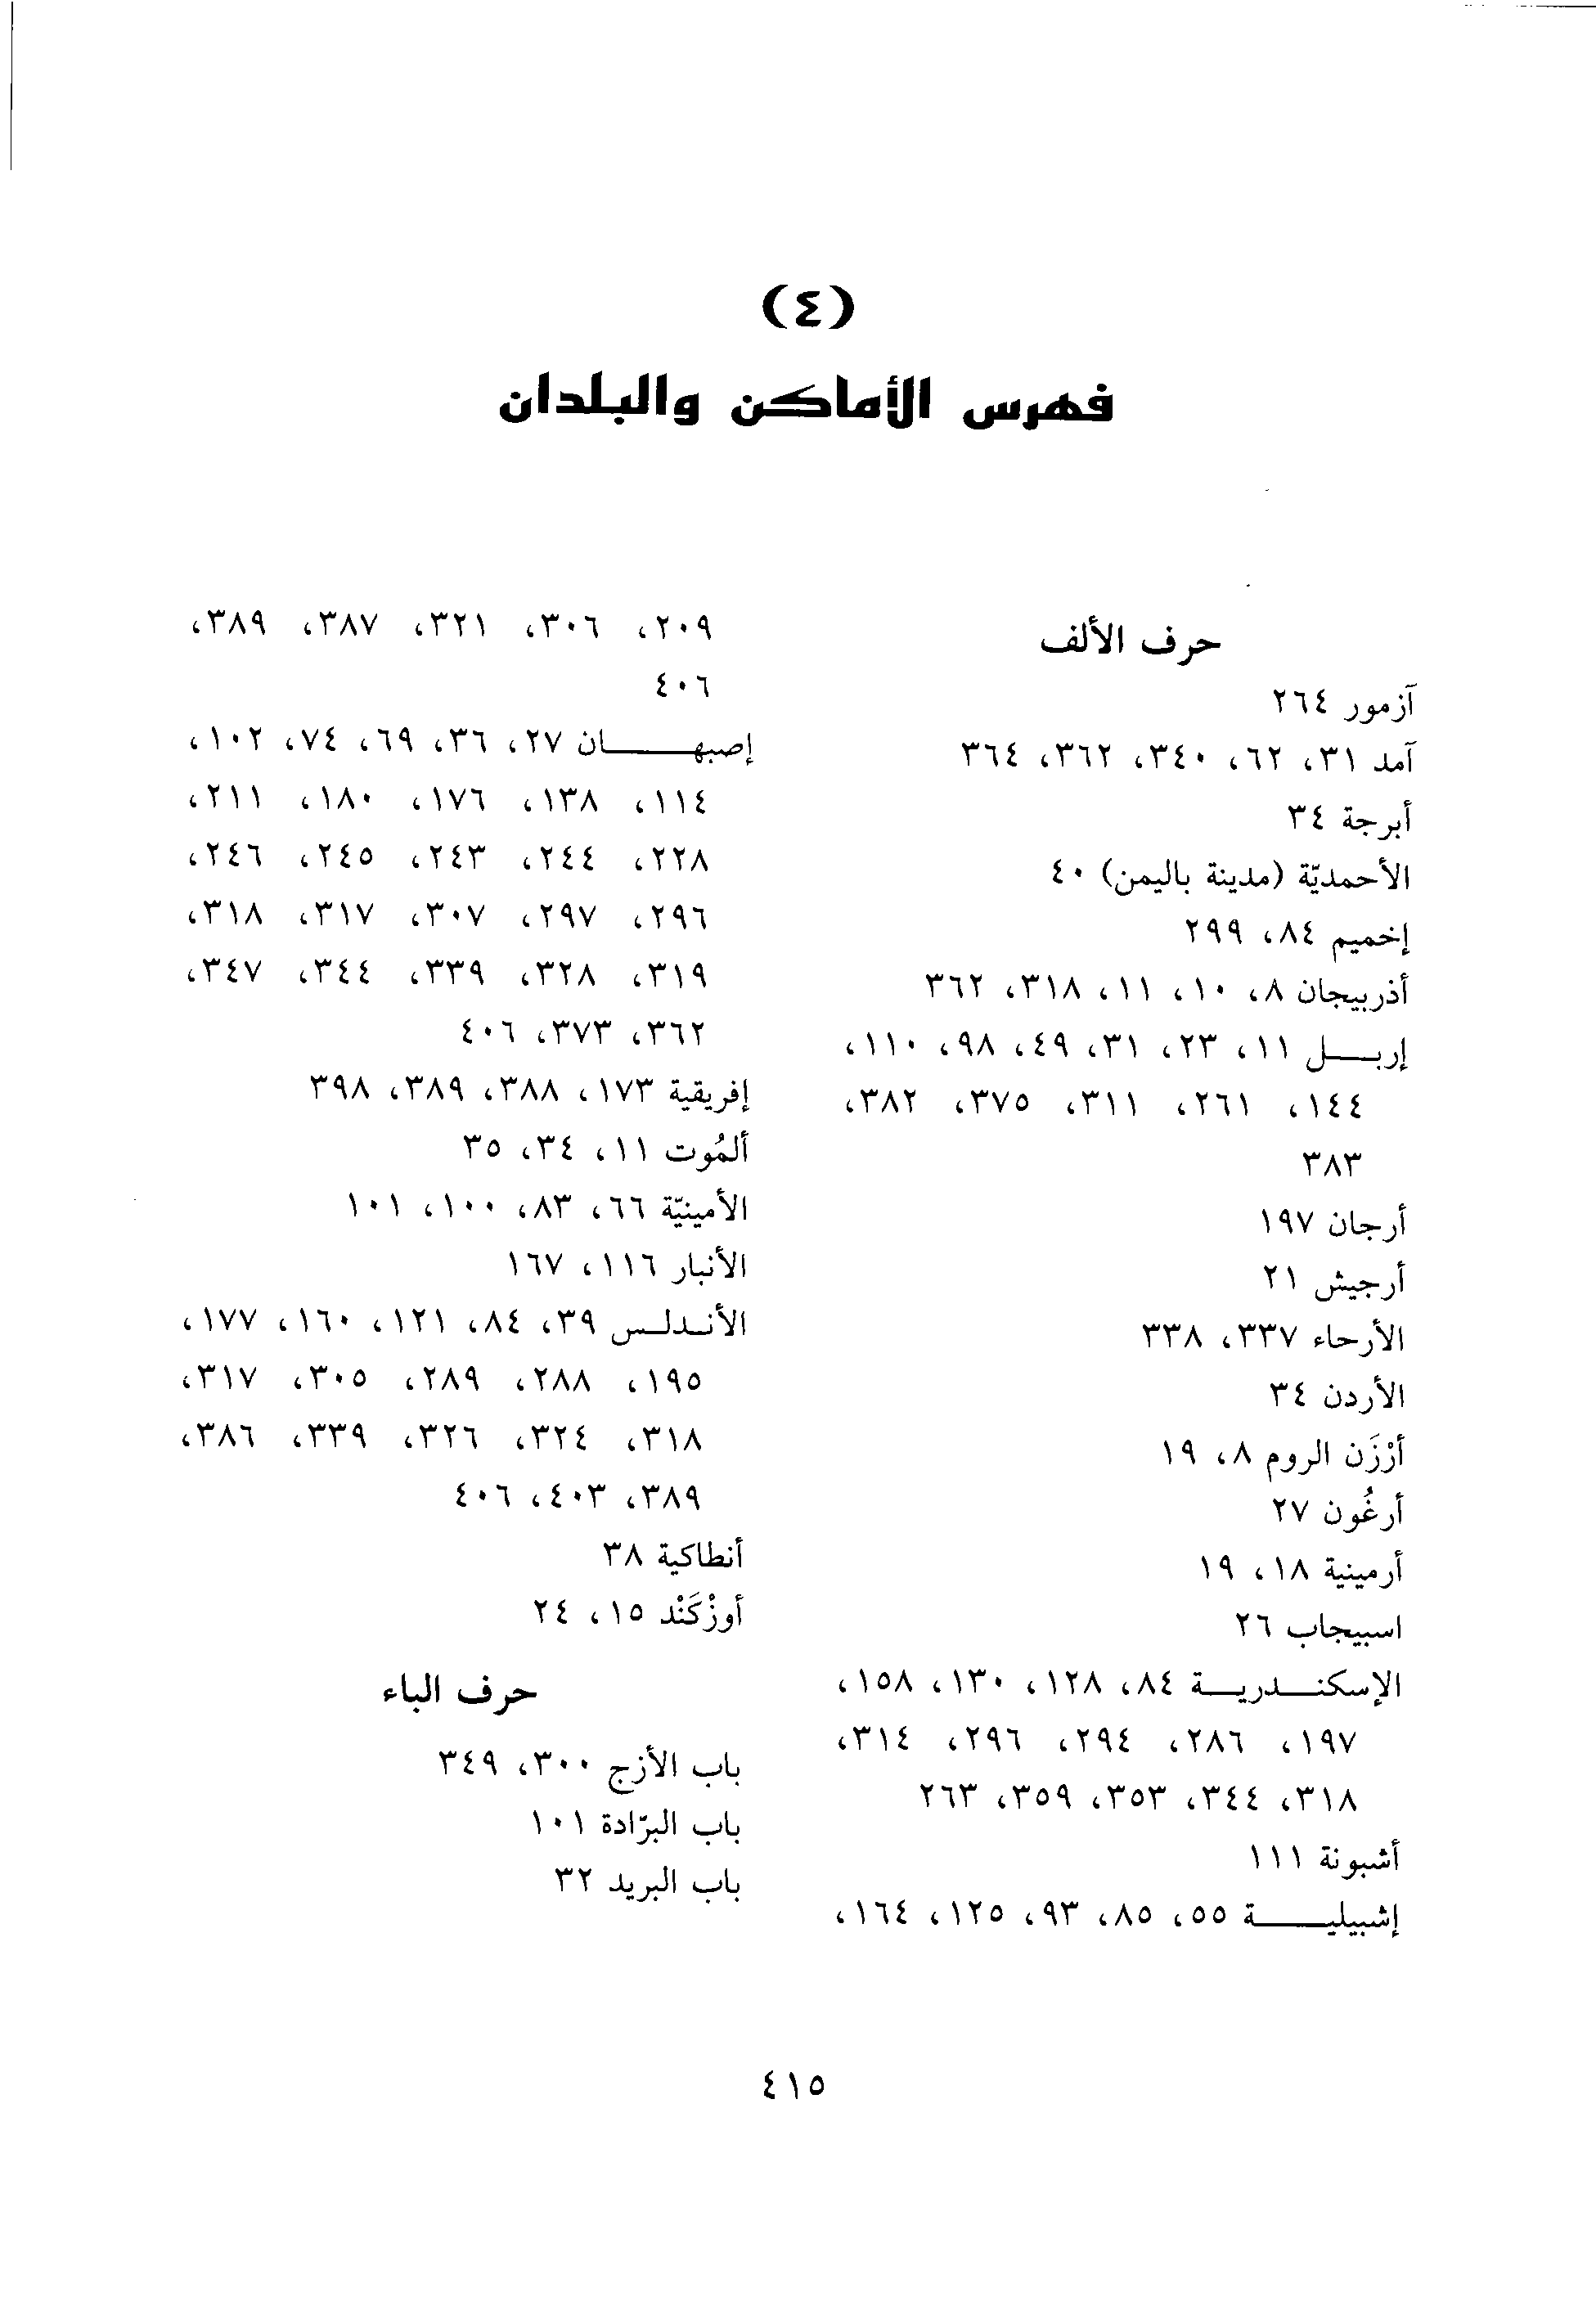 (٤)
فهرس الأماكن والبلدان
حرف الألف
آزمور ٢٦٤
آمد ٣١، ٦٢، ٣٤٠، ٣٦٢، ٣٦٤
أبرجة ٣٤
الأحمديّة (مدينة باليمن) ٤٠
إخميم ٨٤، ٢٩٩
أذربيجان ٨، ١٠، ١١، ٣١٨، ٣٦٢
إربـــل ١١، ٢٣، ٣١، ٤٩، ٩٨، ١١٠،
١٤٤، ٢٦١، ٣١١، ٣٧٥، ٣٨٢،
٣٨٣
أرجان ١٩٧
أرجيش ٢١
الأرحاء ٣٣٧، ٣٣٨
الأردن ٣٤
أرْزَن الروم ٨، ١٩
أرغُون ٢٧
أرمينية ١٨، ١٩
اسبيجاب ٢٦
الإسكنـــدريـــة ٨٤، ١٢٨، ١٣٠، ١٥٨،
١٩٧، ٢٨٦، ٢٩٤، ٢٩٦، ٣١٤،
٣١٨، ٣٤٤، ٣٥٣، ٣٥٩، ٢٦٣
أشبونة ١١١
إشبيليـــــة ٥٥، ٨٥، ٩٣، ١٢٥، ١٦٤،
٢٠٩، ٣٠٦، ٣٢١، ٣٨٧، ٣٨٩،
٤٠٦
إصبهـــــــان ٢٧، ٣٦، ٦٩، ٧٤، ١٠٢،
١١٤، ١٣٨، ١٧٦، ١٨٠، ٢١١،
٢٢٨، ٢٤٤، ٢٤٣، ٢٤٥، ٢٤٦،
٢٩٦، ٢٩٧، ٣٠٧، ٣١٧، ٣١٨،
٣١٩، ٣٢٨، ٣٣٩، ٣٤٤، ٣٤٧،
٣٦٢، ٣٧٣، ٤٠٦
إفريقية ١٧٣، ٣٨٨، ٣٨٩، ٣٩٨
ألمُوت ١١، ٣٤، ٣٥
الأمينيّة ٦٦، ٨٣، ١٠٠، ١٠١
الأنبار ١١٦، ١٦٧
الأنـدلـس ٣٩، ٨٤، ١٢١، ١٦٠، ١٧٧،
١٩٥، ٢٨٨، ٢٨٩، ٣٠٥، ٣١٧،
٣١٨، ٣٢٤، ٣٢٦، ٣٣٩، ٣٨٦،
٣٨٩، ٤٠٣، ٤٠٦
أنطاكية ٣٨
أوزْكَنْد ١٥، ٢٤
حرف الباء
باب الأزج ٣٠٠، ٣٤٩
باب البرّادة ١٠١
باب البريد ٣٢
٤١٥